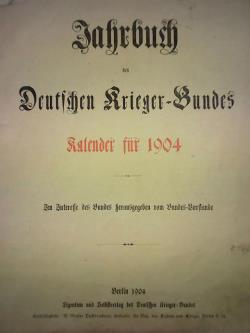 Jahrbuch
des
Deutschen Krieger-Bundes
Kalender für 1904
Im Interesse des Bundes herausgegeben vom Bundes-Vorstande
Berlin 1904
Eigentum und Selbstverlag des Deutschen Krieger-Bundes